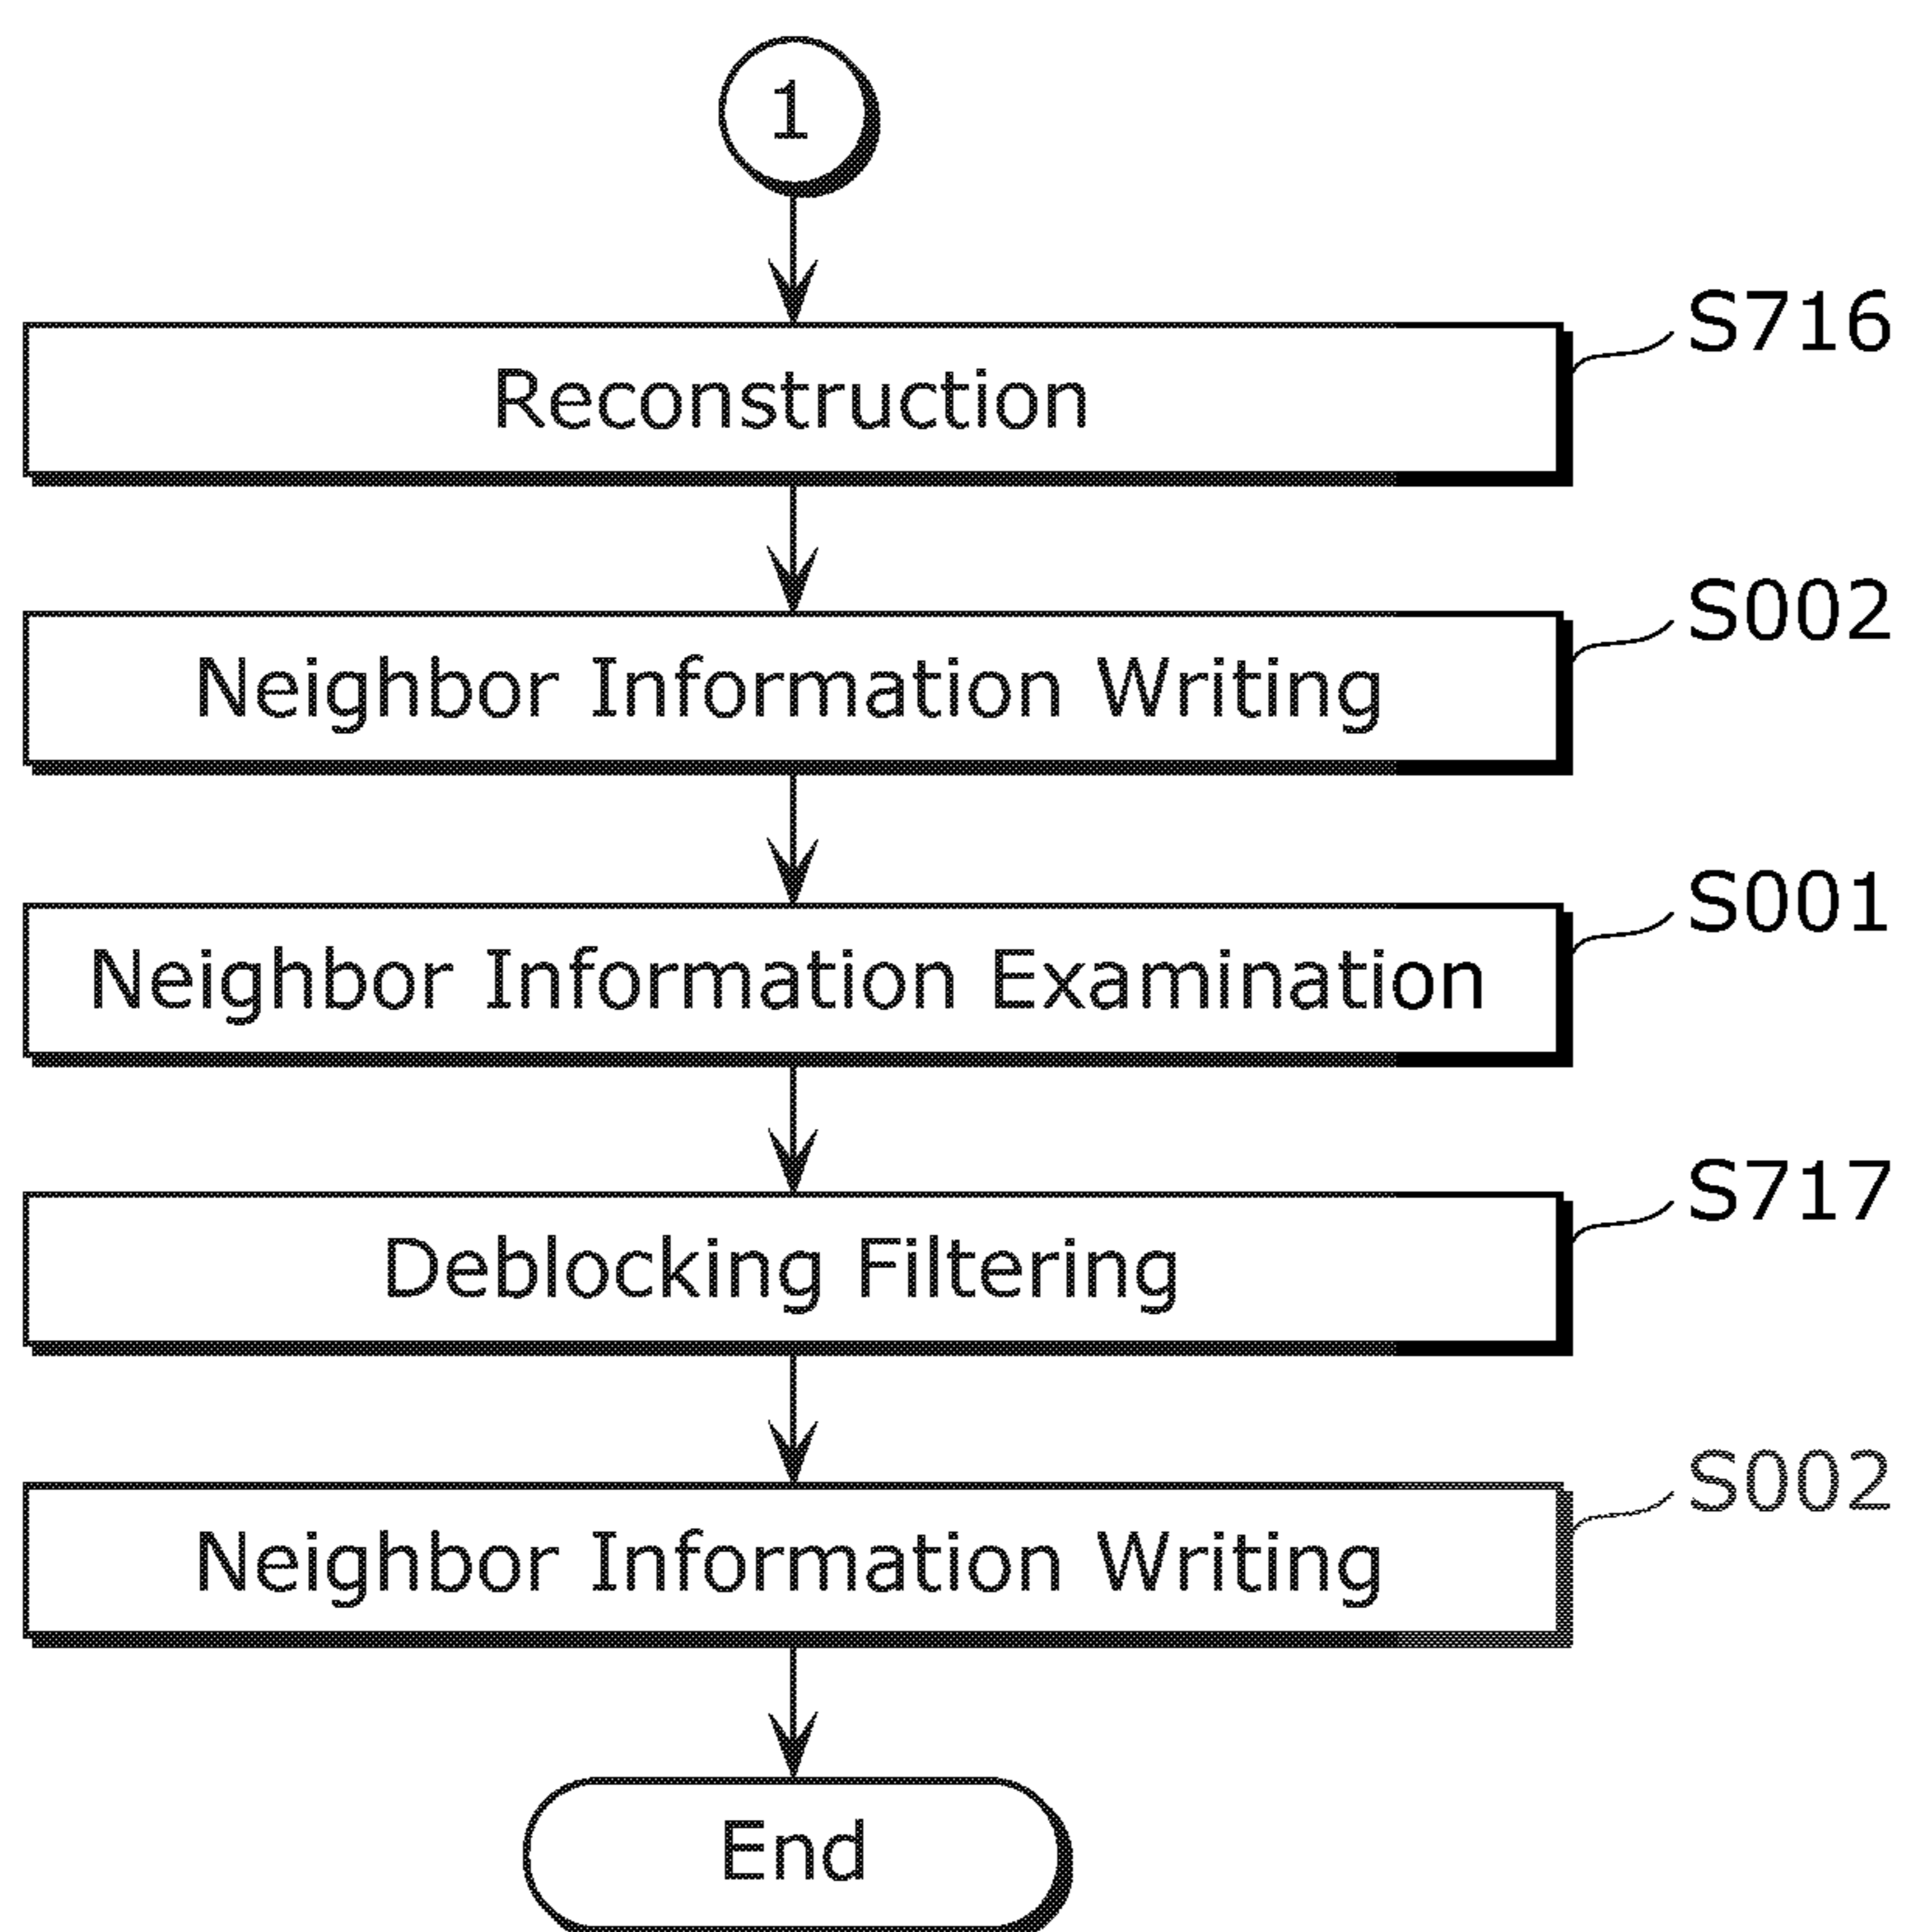 1
S716
Reconstruction
S002
Neighbor Information Writing
S001
Neighbor Information Examination
S717
Deblocking Filtering
S002
Neighbor Information Writing
End